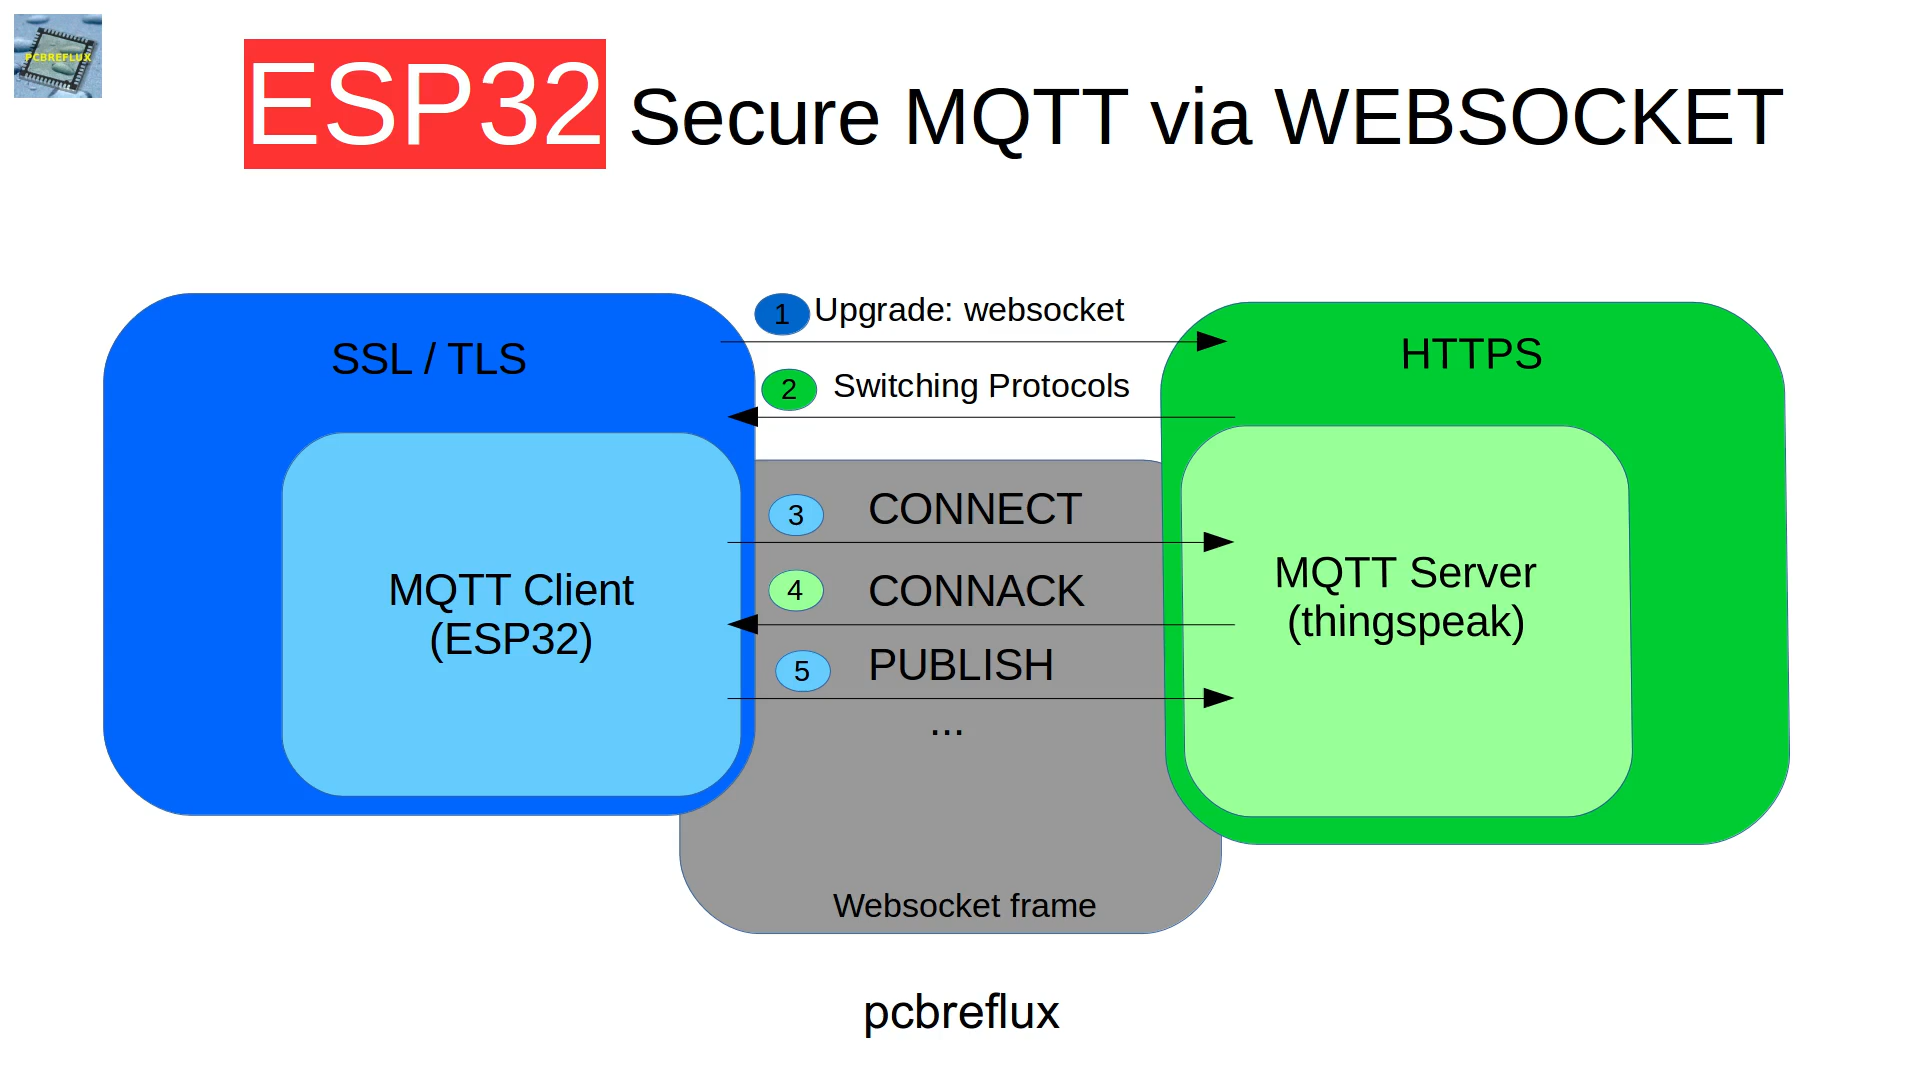 PCBREFLUX
ESP32 Secure MQTT via WEBSOCKET
1 Upgrade: websocket
SSL / TLS
HTTPS
2 Switching Protocols
3 CONNECT
MQTT Client
(ESP32)
4 CONNACK
MQTT Server
(thingspeak)
5 PUBLISH
...
Websocket frame
pcbreflux